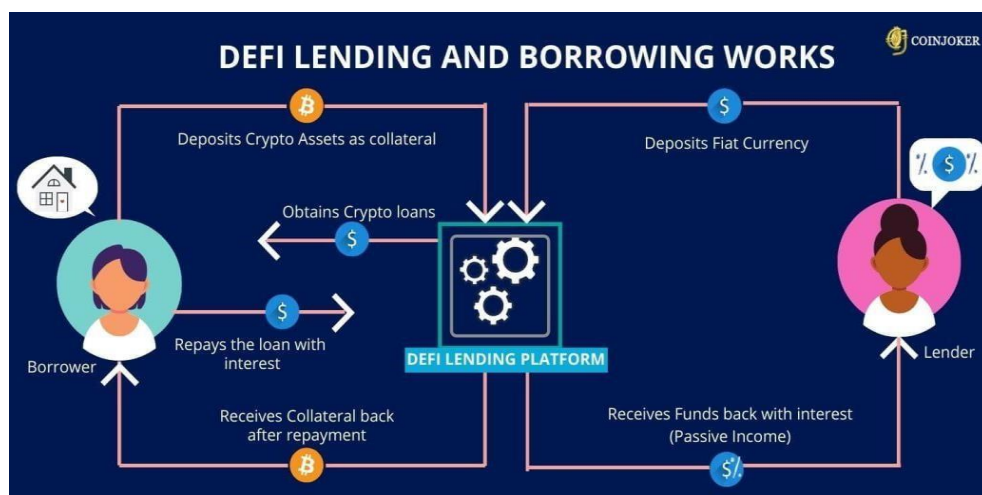 COINJOKER
DEFI LENDING AND BORROWING WORKS
Deposits Crypto Assets as collateral
Deposits Fiat Currency
Obtains Crypto loans
Repays the loan with
interest
Borrower
DEFI LENDING PLATFORM
Lender
Receives Collateral back
after repayment
Receives Funds back with interest
(Passive Income)